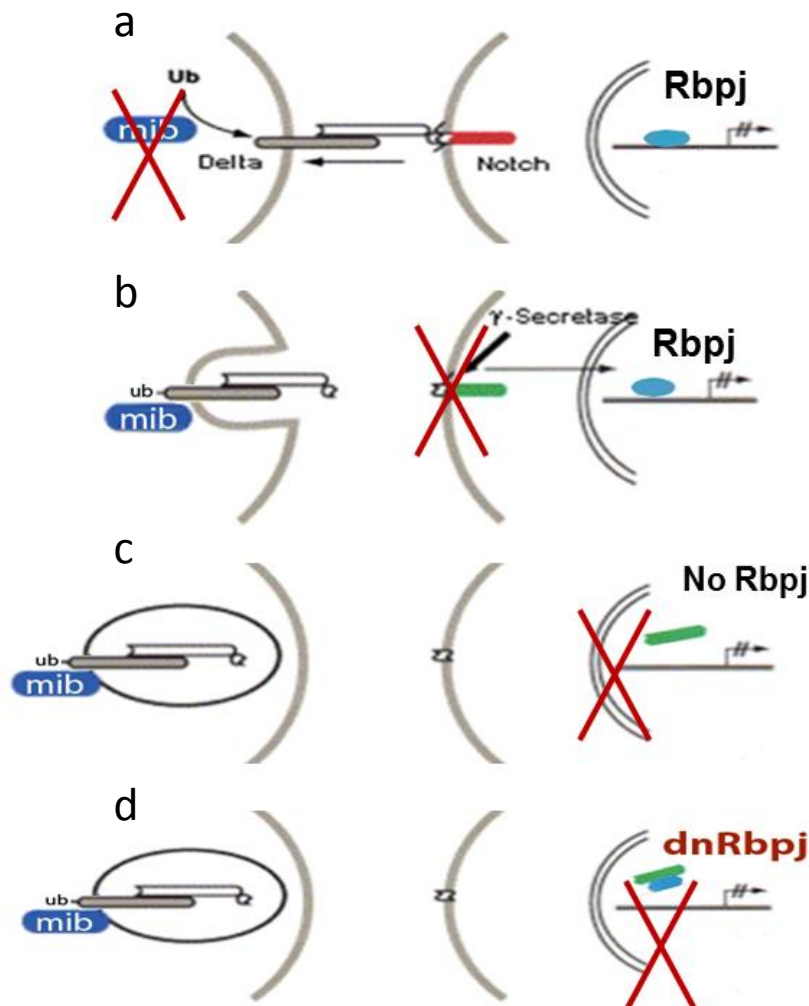 a
Ub
mib
Delta
Notch
Rbpj
b
γ-Secretase
Rbpj
ub
mib
c
No Rbpj
ub
mib
d
dnRbpj
ub
mib